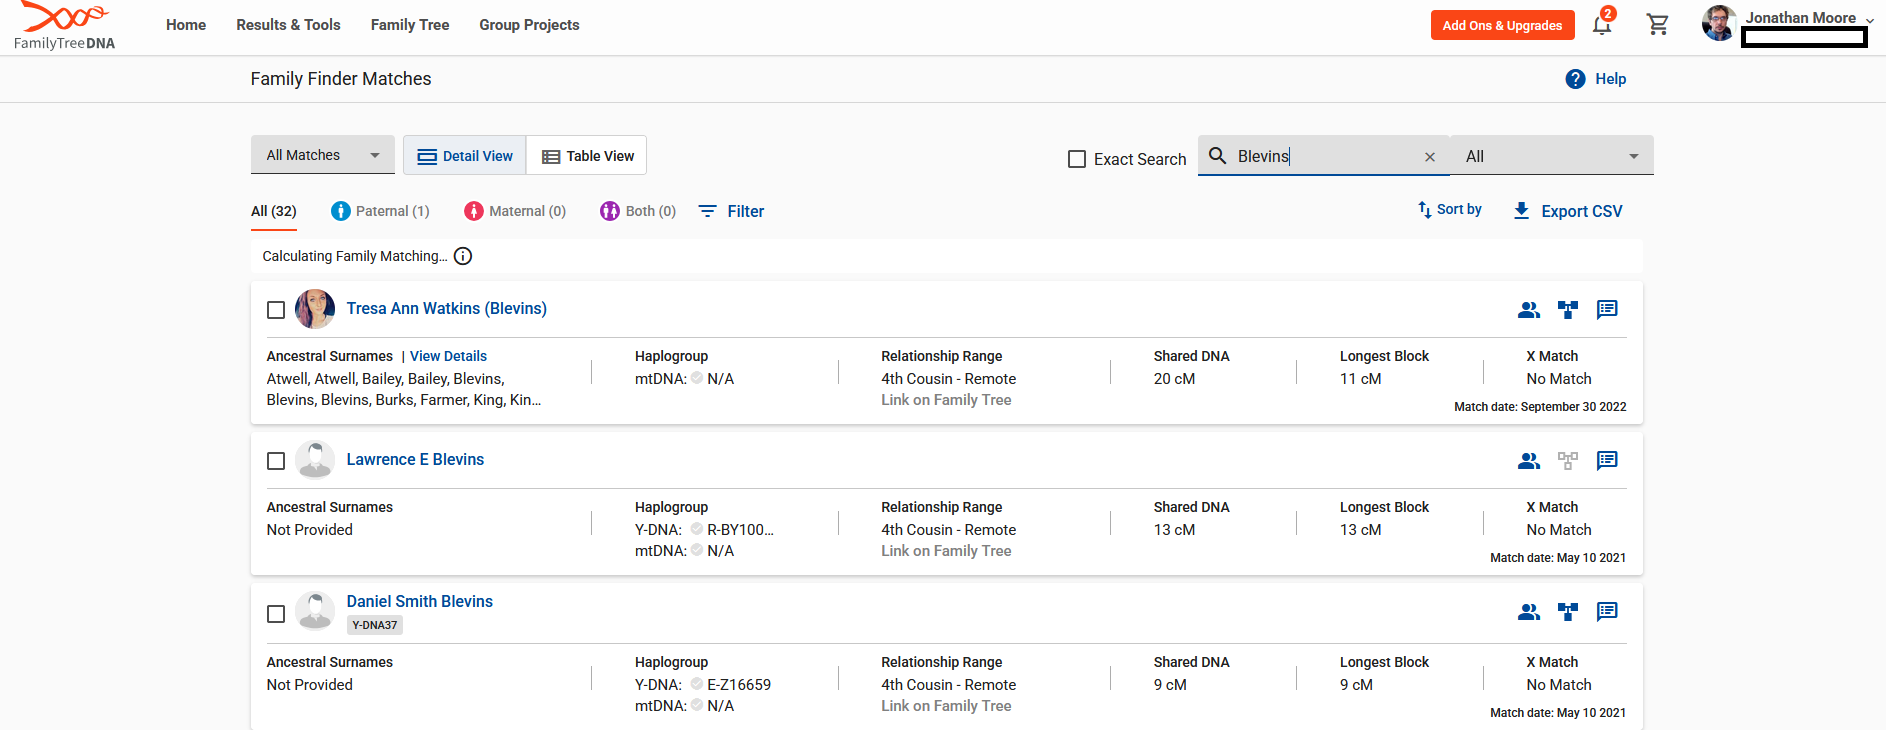 FamilyTreeDNA
Home
Results & Tools
Family Tree
Group Projects
Add Ons & Upgrades
2
Jonathan Moore
Family Finder Matches
? Help
All Matches
Detail View
Table View
Exact Search
Blevins
All
All (32)
Paternal (1)
Maternal (0)
Both (0)
Filter
Sort by
Export CSV
Calculating Family Matching...
Tresa Ann Watkins (Blevins)
Ancestral Surnames | View Details
Atwell, Atwell, Bailey, Bailey, Blevins,
Blevins, Blevins, Burks, Farmer, King, Kin...
Haplogroup
mtDNA: N/A
Relationship Range
4th Cousin - Remote
Link on Family Tree
Shared DNA
20 cM
Longest Block
11 cM
X Match
No Match
Match date: September 30 2022
Lawrence E Blevins
Ancestral Surnames
Not Provided
Haplogroup
Y-DNA: R-BY100...
mtDNA: N/A
Relationship Range
4th Cousin - Remote
Link on Family Tree
Shared DNA
13 cM
Longest Block
13 cM
X Match
No Match
Match date: May 10 2021
Daniel Smith Blevins
Y-DNA37
Ancestral Surnames
Not Provided
Haplogroup
Y-DNA: E-Z16659
mtDNA: N/A
Relationship Range
4th Cousin - Remote
Link on Family Tree
Shared DNA
9 cM
Longest Block
9 cM
X Match
No Match
Match date: May 10 2021